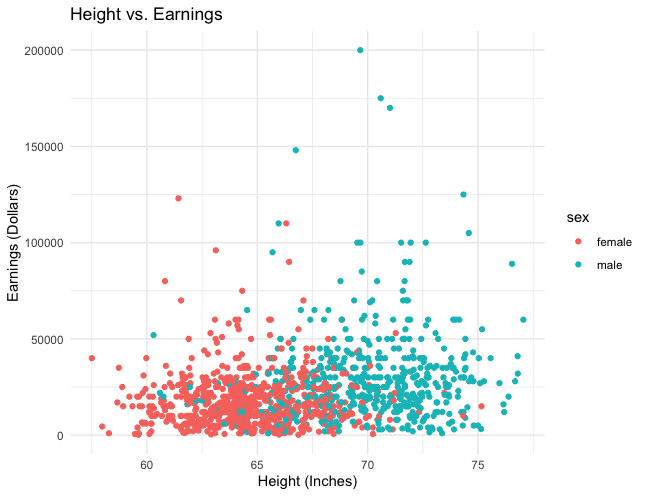 Height vs. Earnings
200000
150000
100000
50000
0
Earnings (Dollars)
60 65 70 75
Height (Inches)
sex
female
male